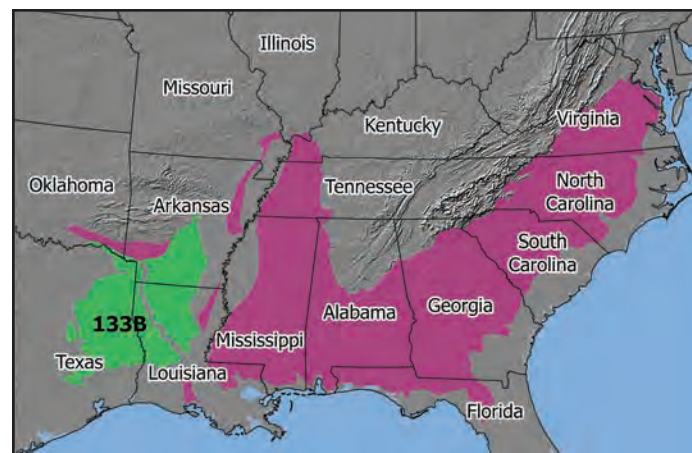 Illinois
Missouri
Virginia
Kentucky
Oklahoma
Tennessee
North
Carolina
Arkansas
South
Carolina
133B
Mississippi
Alabama
Georgia
Texas
Louisiana
Florida